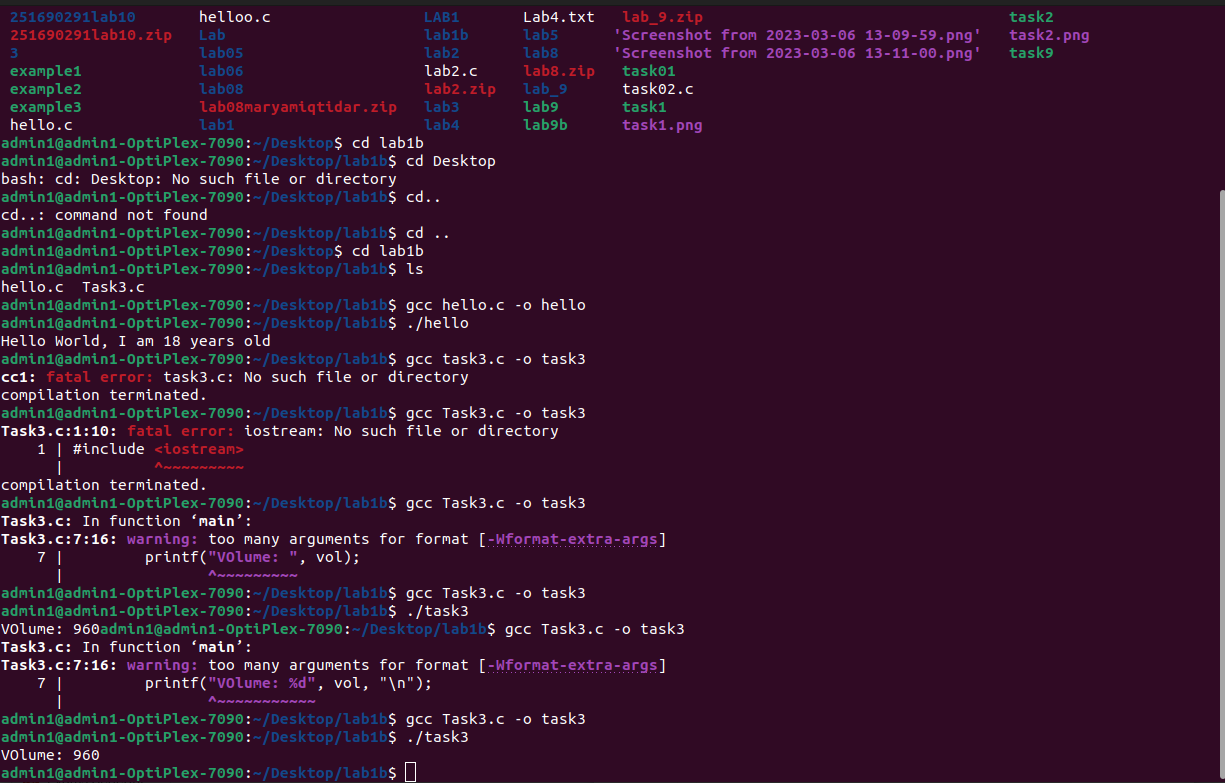 251690291lab10 helloo.c LAB1 Lab4.txt lab_9.zip task2
251690291lab10.zip Lab lab1b lab5 'Screenshot from 2023-03-06 13-09-59.png' task2.png
3 lab05 lab2 lab8 'Screenshot from 2023-03-06 13-11-00.png' task9
example1 lab06 lab2.c lab8.zip task01
example2 lab08 lab2.zip lab_9 task02.c
example3 lab08maryamiqtidar.zip lab3 lab9 task1
hello.c lab1 lab4 lab9b task1.png
admin1@admin1-OptiPlex-7090:~/Desktop$ cd lab1b
admin1@admin1-OptiPlex-7090:~/Desktop/lab1b$ cd Desktop
bash: cd: Desktop: No such file or directory
admin1@admin1-OptiPlex-7090:~/Desktop/lab1b$ cd..
cd..: command not found
admin1@admin1-OptiPlex-7090:~/Desktop/lab1b$ cd ..
admin1@admin1-OptiPlex-7090:~/Desktop$ cd lab1b
admin1@admin1-OptiPlex-7090:~/Desktop/lab1b$ ls
hello.c  Task3.c
admin1@admin1-OptiPlex-7090:~/Desktop/lab1b$ gcc hello.c -o hello
admin1@admin1-OptiPlex-7090:~/Desktop/lab1b$ ./hello
Hello World, I am 18 years old
admin1@admin1-OptiPlex-7090:~/Desktop/lab1b$ gcc task3.c -o task3
cc1: fatal error: task3.c: No such file or directory
compilation terminated.
admin1@admin1-OptiPlex-7090:~/Desktop/lab1b$ gcc Task3.c -o task3
Task3.c:1:10: fatal error: iostream: No such file or directory
    1 | #include <iostream>
      |          ^~~~~~~~~~
compilation terminated.
admin1@admin1-OptiPlex-7090:~/Desktop/lab1b$ gcc Task3.c -o task3
Task3.c: In function ‘main’:
Task3.c:7:16: warning: too many arguments for format [-Wformat-extra-args]
    7 |         printf("VOlume: ", vol);
      |                ^~~~~~~~~~
admin1@admin1-OptiPlex-7090:~/Desktop/lab1b$ gcc Task3.c -o task3
admin1@admin1-OptiPlex-7090:~/Desktop/lab1b$ ./task3
VOlume: 960admin1@admin1-OptiPlex-7090:~/Desktop/lab1b$ gcc Task3.c -o task3
Task3.c: In function ‘main’:
Task3.c:7:16: warning: too many arguments for format [-Wformat-extra-args]
    7 |         printf("VOlume: %d", vol, "\n");
      |                ^~~~~~~~~~~~
admin1@admin1-OptiPlex-7090:~/Desktop/lab1b$ gcc Task3.c -o task3
admin1@admin1-OptiPlex-7090:~/Desktop/lab1b$ ./task3
VOlume: 960
admin1@admin1-OptiPlex-7090:~/Desktop/lab1b$